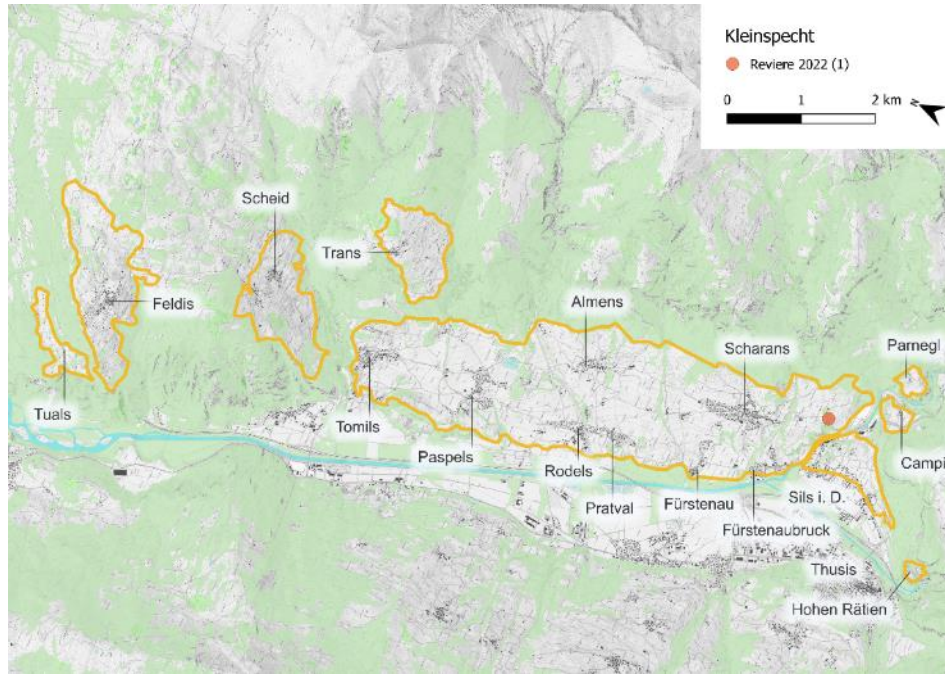 Kleinspecht
Reviere 2022 (1)
0 1 2 km
N
Scheid
Trans
Feldis
Almens
Scharans
Parnegl
Tuals
Tomils
Paspels
Rodels
Pratval
Fürstenau
Fürstenaubruck
Sils i. D.
Campi
Thusis
Hohen Rätien